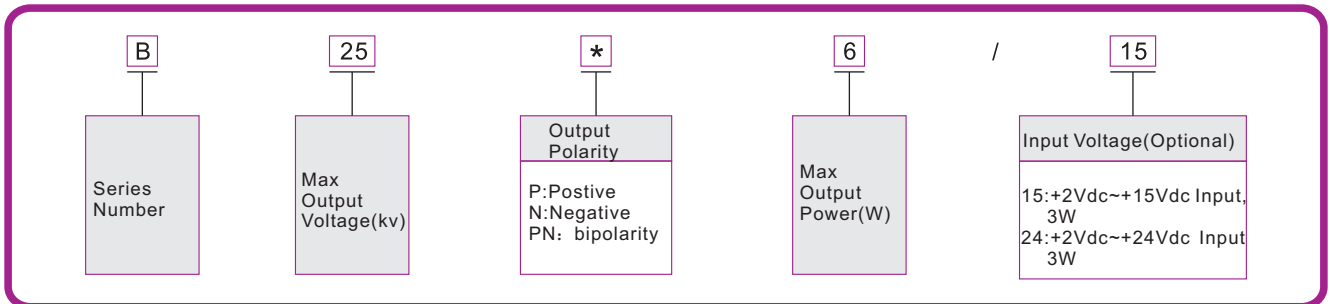 B 25 * 6 / 15
Series
Number
Max
Output
Voltage(kv)
Output
Polarity
P:Postive
N:Negative
PN：bipolarity
Max
Output
Power(W)
Input Voltage(Optional)
15:+2Vdc~+15Vdc Input,
3W
24:+2Vdc~+24Vdc Input
3W